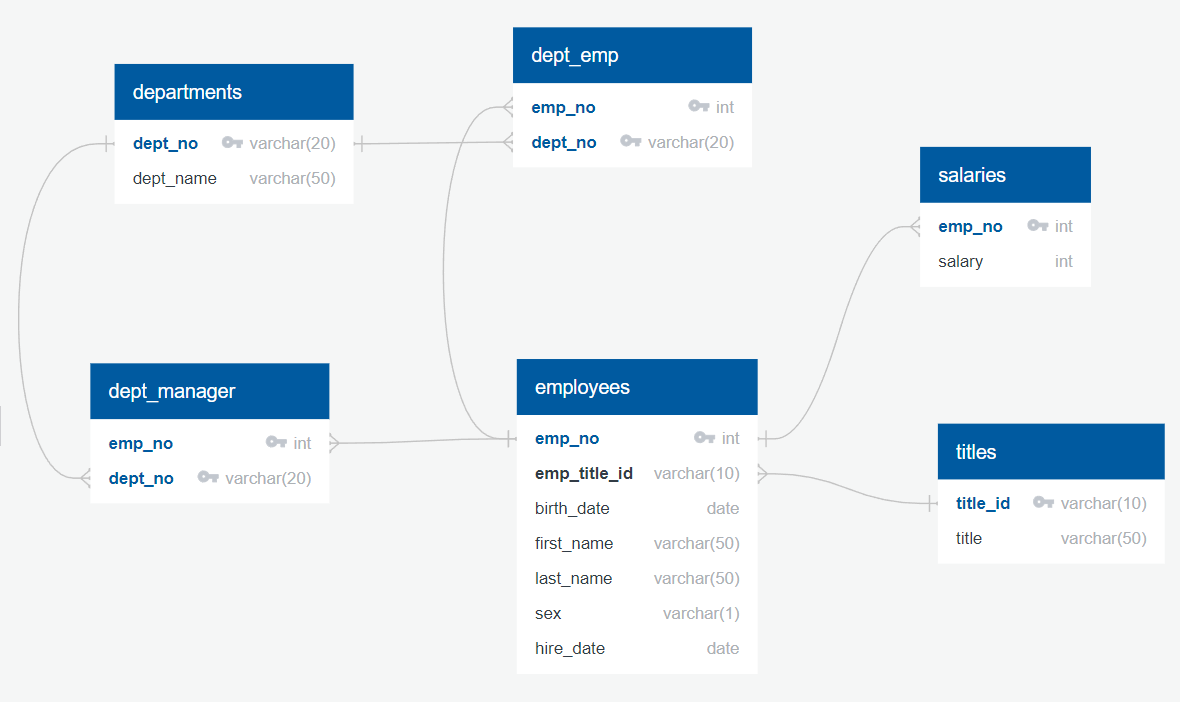 departments
dept_no varchar(20)
dept_name varchar(50)
dept_emp
emp_no int
dept_no varchar(20)
salaries
emp_no int
salary int
dept_manager
emp_no int
dept_no varchar(20)
employees
emp_no int
emp_title_id varchar(10)
birth_date date
first_name varchar(50)
last_name varchar(50)
sex varchar(1)
hire_date date
titles
title_id varchar(10)
title varchar(50)